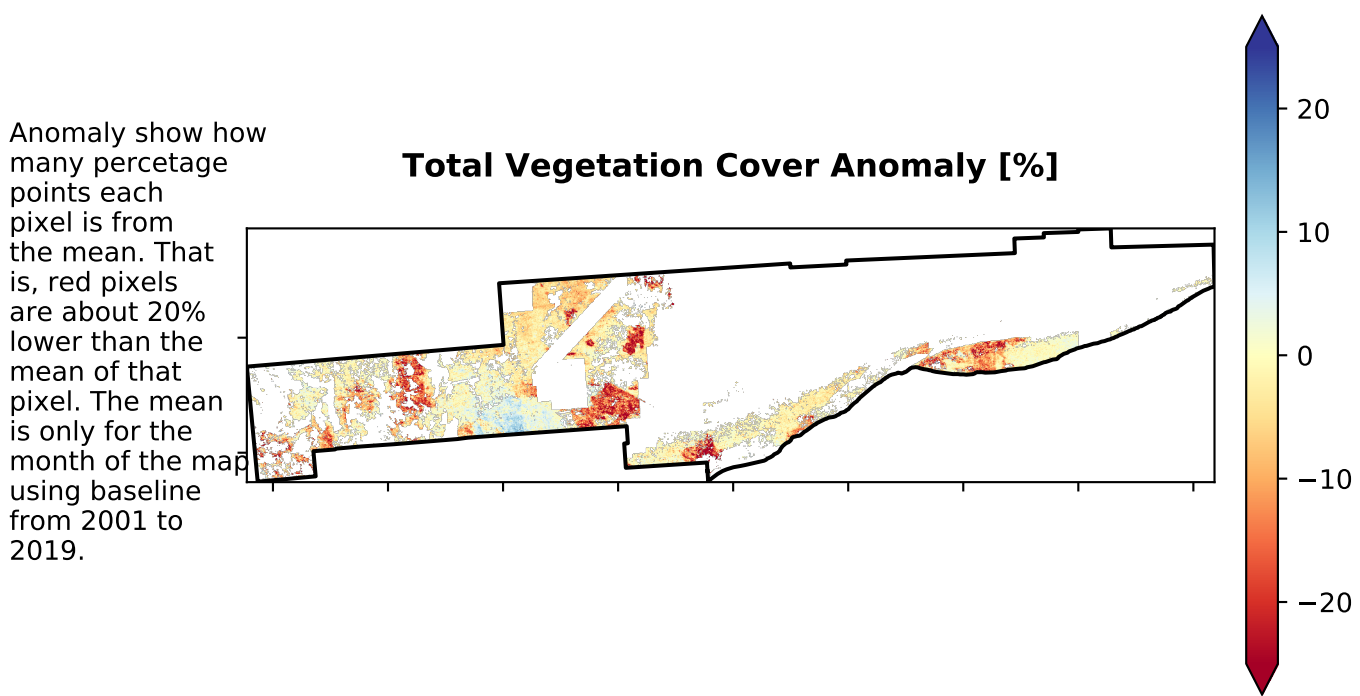 Anomaly show how
many percetage
points each
pixel is from
the mean. That
is, red pixels
are about 20%
lower than the
mean of that
pixel. The mean
is only for the
month of the map
using baseline
from 2001 to
2019.
Total Vegetation Cover Anomaly [%]
20
10
0
−10
−20